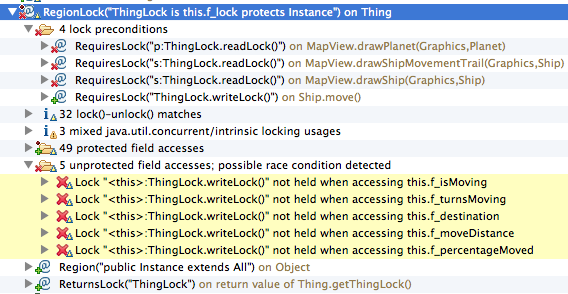 RegionLock("ThingLock is this.f_lock protects Instance") on Thing
4 lock preconditions
RequiresLock("p:ThingLock.readLock()") on MapView.drawPlanet(Graphics,Planet)
RequiresLock("s:ThingLock.readLock()") on MapView.drawShipMovementTrail(Graphics,Ship)
RequiresLock("s:ThingLock.readLock()") on MapView.drawShip(Graphics,Ship)
RequiresLock("ThingLock.writeLock()") on Ship.move()
32 lock()-unlock() matches
3 mixed java.util.concurrent/intrinsic locking usages
49 protected field accesses
5 unprotected field accesses; possible race condition detected
Lock "<this>:ThingLock.writeLock()" not held when accessing this.f_isMoving
Lock "<this>:ThingLock.writeLock()" not held when accessing this.f_turnsMoving
Lock "<this>:ThingLock.writeLock()" not held when accessing this.f_destination
Lock "<this>:ThingLock.writeLock()" not held when accessing this.f_moveDistance
Lock "<this>:ThingLock.writeLock()" not held when accessing this.f_percentageMoved
Region("public Instance extends All") on Object
ReturnsLock("ThingLock") on return value of Thing.getThingLock()